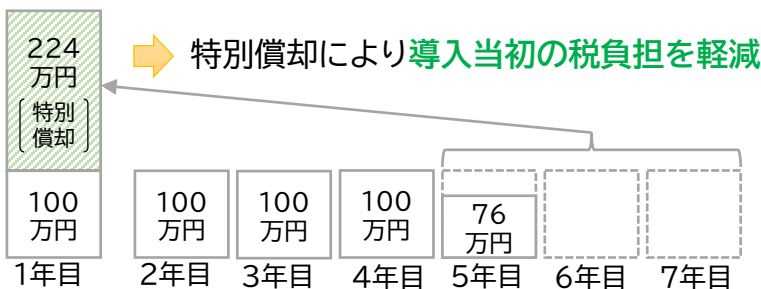 224
万円
特別
償却
特別償却により導入当初の税負担を軽減
100
万円
100
万円
100
万円
100
万円
76
万円
1年目
2年目
3年目
4年目
5年目
6年目
7年目